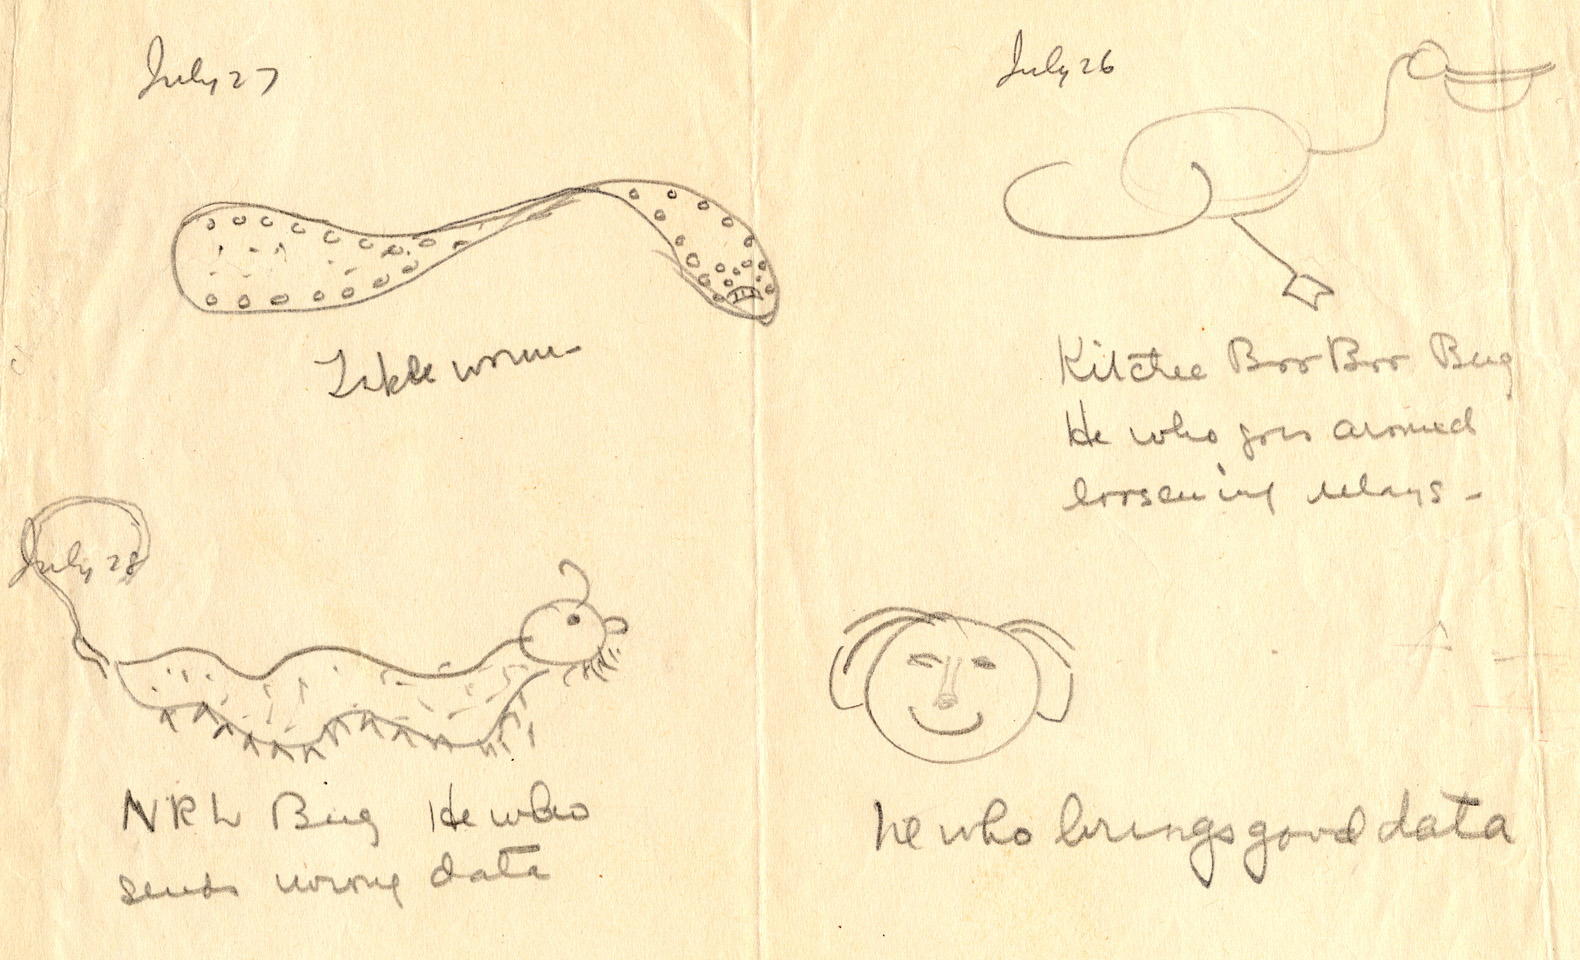 July 27
Table worm
July 26
Kitchee Boo Boo Bug
He who goes around
loosening relays -
July 28
NRL Bug He who
sends wrong data
he who brings good data